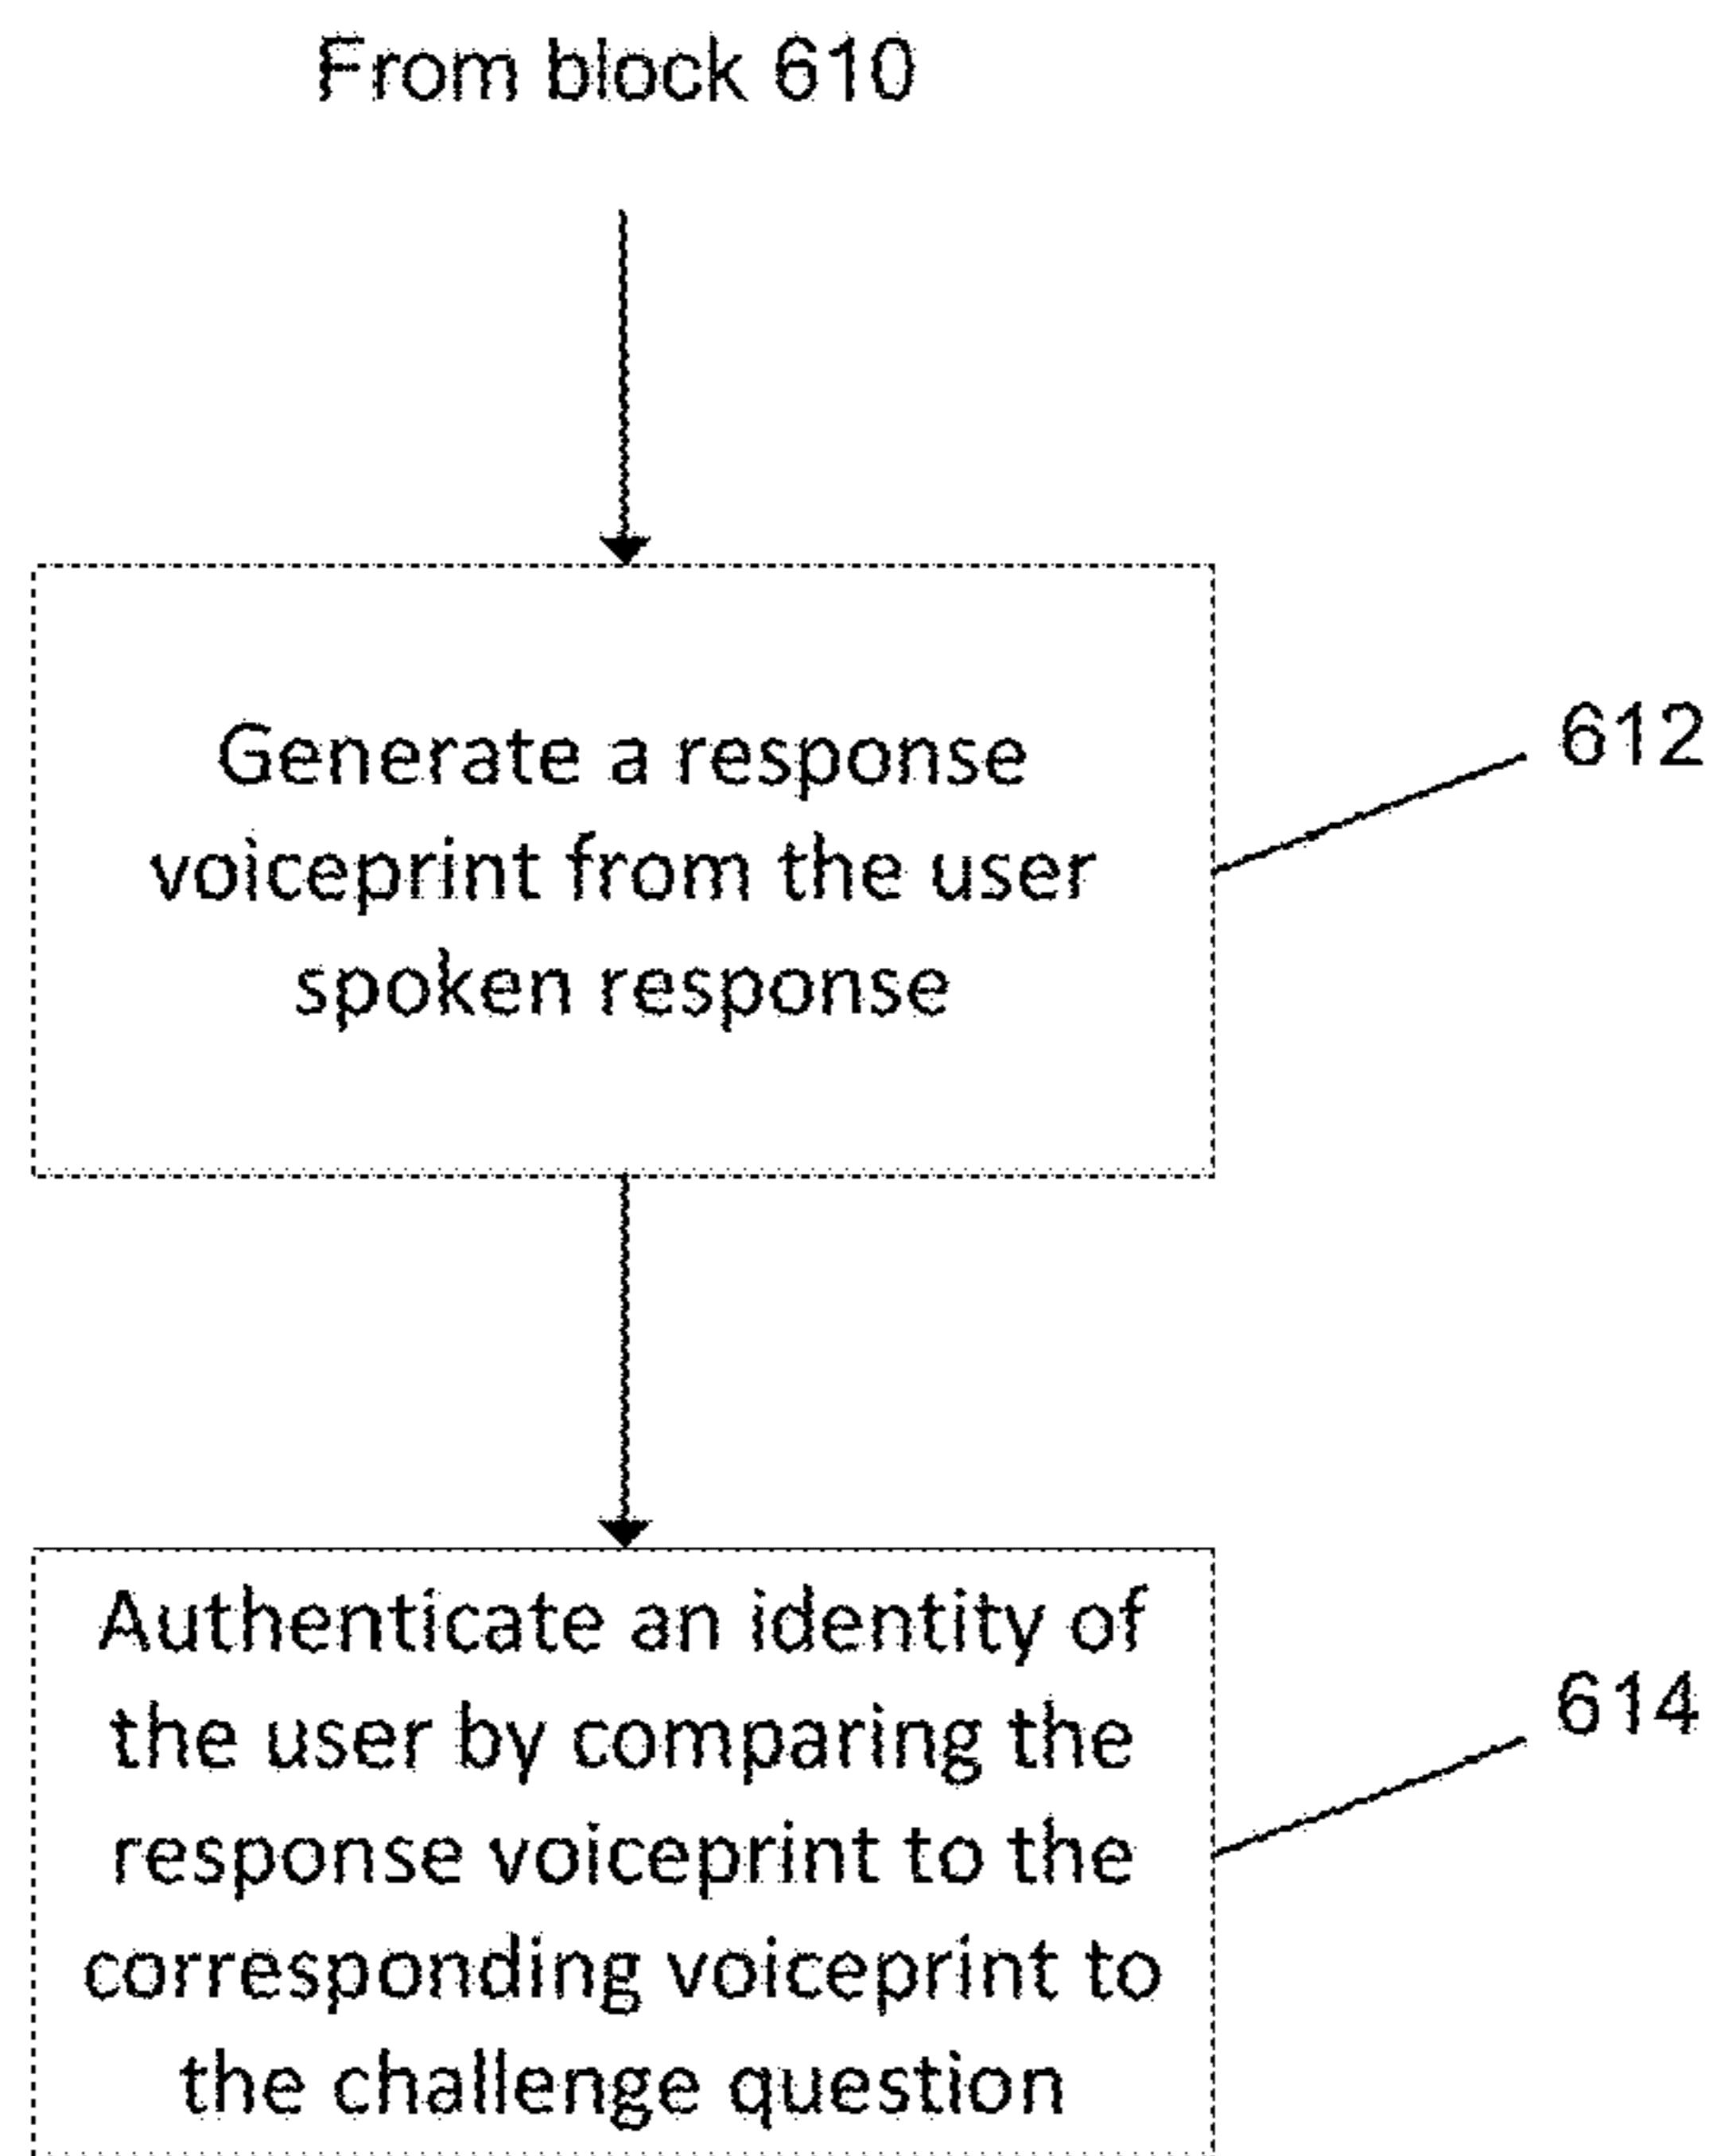 From block 610
Generate a response
voiceprint from the user
spoken response
612
Authenticate an identity of
the user by comparing the
response voiceprint to the
corresponding voiceprint to
the challenge question
614